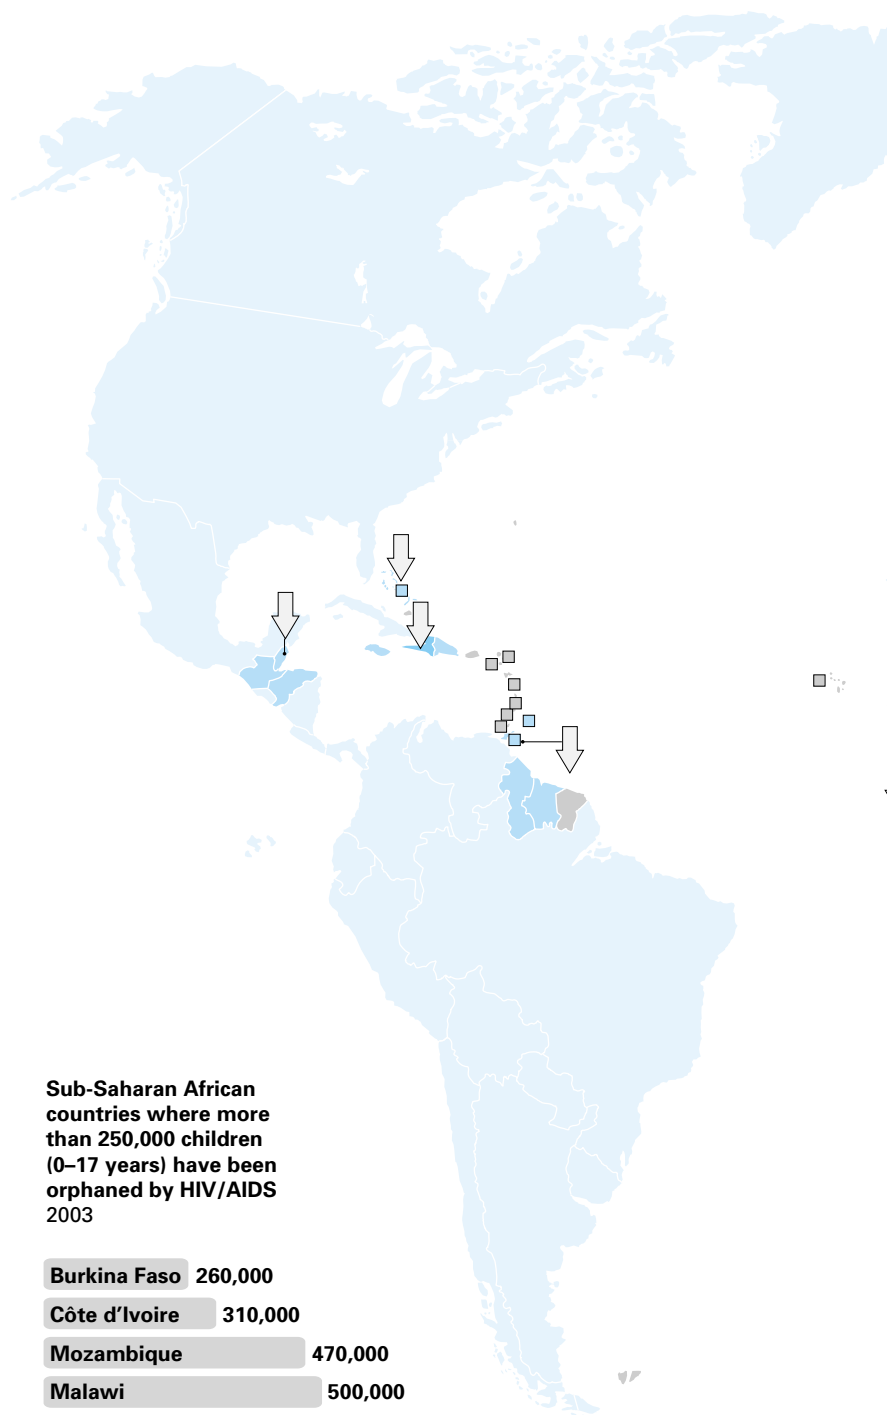 Sub-Saharan African
countries where more
than 250,000 children
(0–17 years) have been
orphaned by HIV/AIDS
2003
Burkina Faso 260,000
Côte d’Ivoire 310,000
Mozambique 470,000
Malawi 500,000